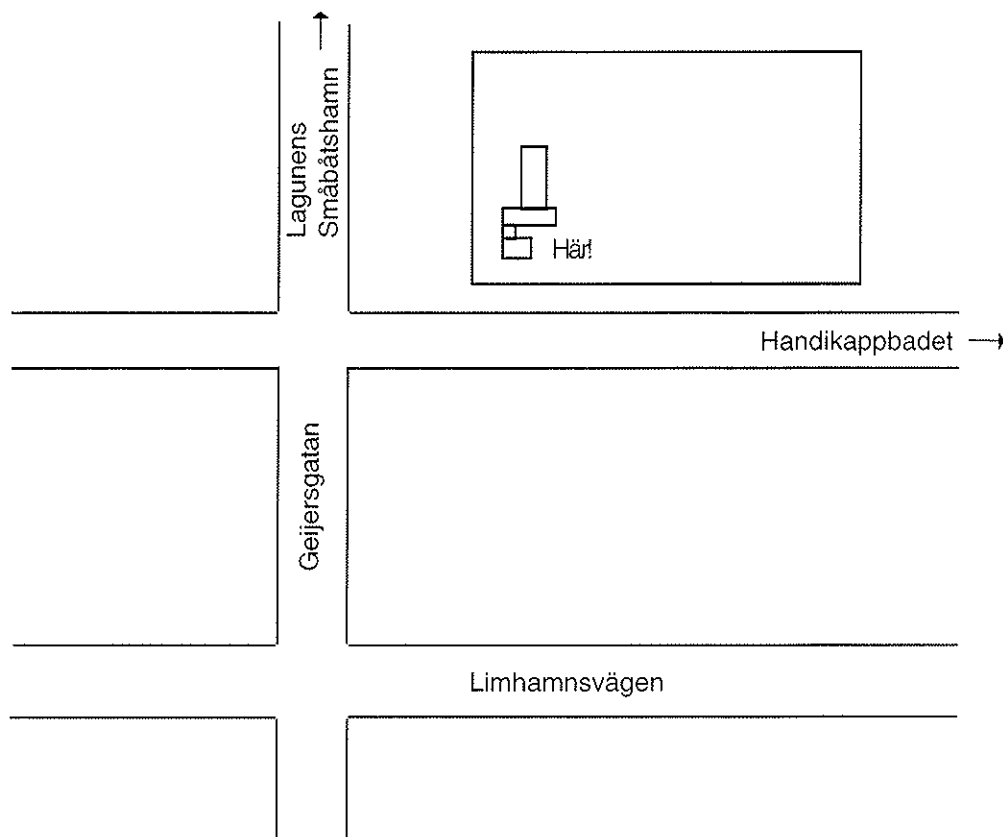 Lagunens
Småbåtshamn
Här!
Handikappbadet
Geijersgatan
Limhamnsvägen